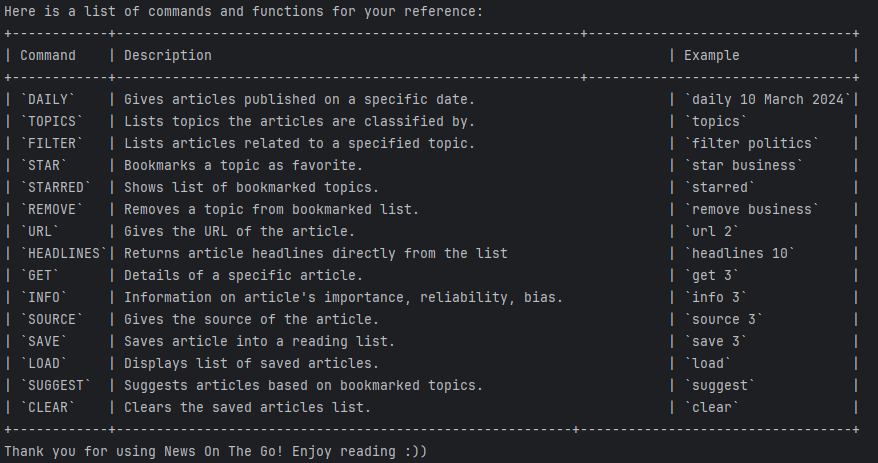 Here is a list of commands and functions for your reference:
+------------+----------------------------------------------------------+---------------------------------+
| Command    | Description                                                         | Example                 |
+------------+----------------------------------------------------------+---------------------------------+
| `DAILY`    | Gives articles published on a specific date.                        | `daily 10 March 2024`|
| `TOPICS`   | Lists topics the articles are classified by.                        | `topics`             |
| `FILTER`   | Lists articles related to a specified topic.                        | `filter politics`    |
| `STAR`     | Bookmarks a topic as favorite.                                      | `star business`      |
| `STARRED`  | Shows list of bookmarked topics.                                    | `starred`            |
| `REMOVE`   | Removes a topic from bookmarked list.                               | `remove business`    |
| `URL`      | Gives the URL of the article.                                       | `url 2`              |
| `HEADLINES`| Returns article headlines directly from the list                    | `headlines 10`       |
| `GET`      | Details of a specific article.                                      | `get 3`              |
| `INFO`     | Information on article's importance, reliability, bias.             | `info 3`             |
| `SOURCE`   | Gives the source of the article.                                    | `source 3`           |
| `SAVE`     | Saves article into a reading list.                                  | `save 3`             |
| `LOAD`     | Displays list of saved articles.                                    | `load`               |
| `SUGGEST`  | Suggests articles based on bookmarked topics.                       | `suggest`            |
| `CLEAR`    | Clears the saved articles list.                                     | `clear`              |
+------------+---------------------------------------------------------+----------------------------------+
Thank you for using News On The Go! Enjoy reading :))